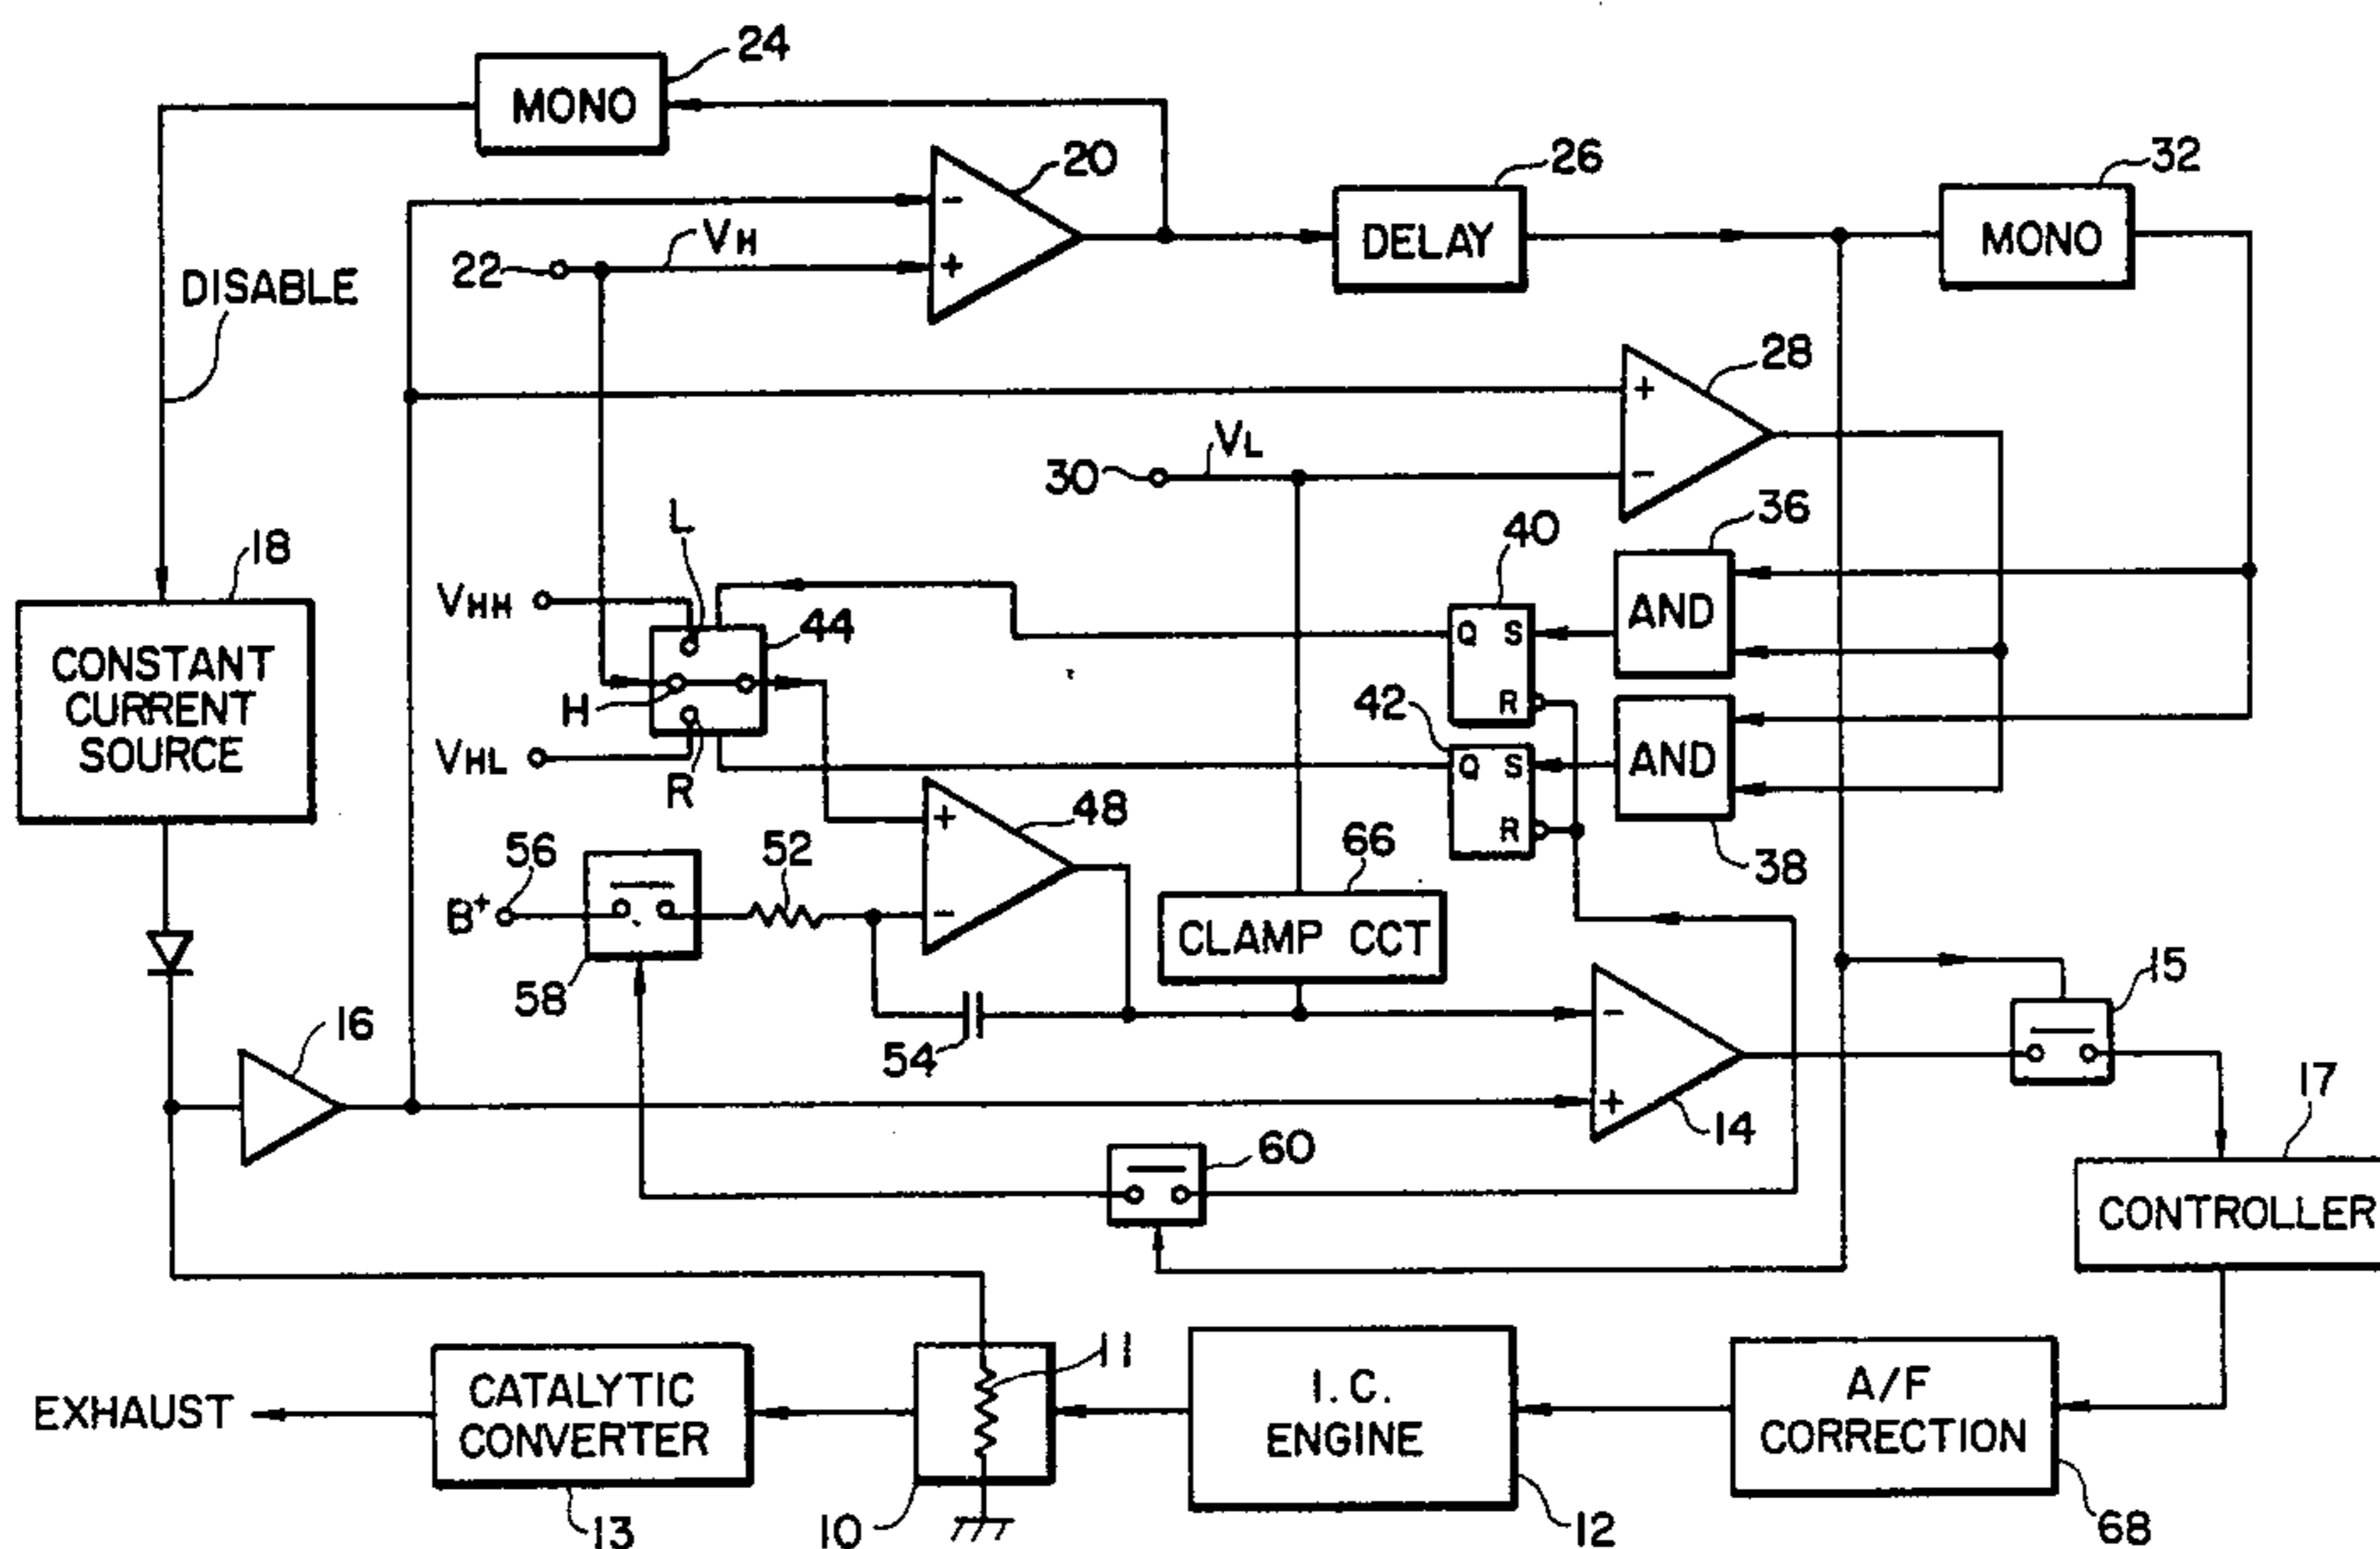 24
MONO
20
26
32
DELAY
MONO
VH
22
DISABLE
28
VL
30
L
36
40
18
VHH
AND
44
Q S
CONSTANT
CURRENT
SOURCE
H
R
42
VHL
R
Q S
AND
48
R
38
56
52
66
B+
CLAMP CCT
58
15
54
16
14
17
60
CONTROLLER
11
EXHAUST
CATALYTIC
CONVERTER
I.C.
ENGINE
A/F
CORRECTION
13
10
12
68
+
-